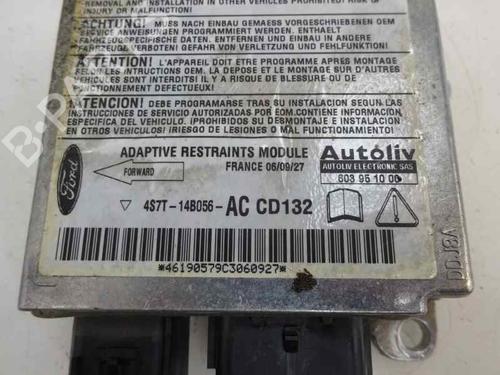 REMOVAL AND INSTALLATION IN OTHER VEHICLES PROHIBITED! RISK OF
INJURY OR MALFUNCTION!
ACHTUNG! MUSS NACH EINBAU GEMAESS VORGESCHRIEBENEN OEM
SERVICE ANWEISUNGEN PROGRAMMIERT WERDEN. ENTHAELT
FAHRZEUGSPEZIFISCHE DATEN. ENTFERNEN UND EINBAU IN ANDERE
FAHRZEUGE VERBOTEN! GEFAHR VON VERLETZUNG UND FEHLFUNKTION!
ATTENTION! L'APPAREIL DOIT ETRE PROGRAMME APRES MONTAGE
SELON LES INTRUCTIONS OEM. LA DEPOSE ET LE MONTAGE SUR D'AUTRES
VEHICULES SONT INTERDITS! IL Y A RISQUE DE BLESSURE OU DE
FONCTIONNEMENT DEFECTUEUX!
ATENCION! DEBE PROGRAMARSE TRAS SU INSTALACION SEGUN LAS
INSTRUCCIONES DE SERVICIO AUTORIZADAS POR EOM.CONTIENE INFORMACION
ESPECIFICA DEL VEHICULO. PROHIBIDA LA EXTRACCION E INSTALACION
EN OTROS VEHICULOS! ¡RIESGO DE LESIONES O MAL FUNCIONAMIENTO!
Ford
FORWARD
ADAPTIVE RESTRAINTS MODULE
FRANCE 06/09/27
Autoliv
AUTOLIV ELECTRONIC SAS
603 95 10 00
4S7T-14B056-AC CD132
*46190579C3060927*
B-PARTS